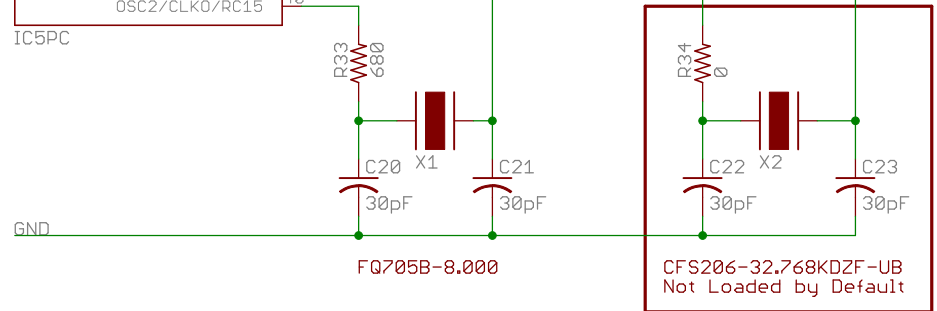 OSC2/CLKO/RC15
IC5PC
R33
680
X1
C20
30pF
C21
30pF
GND
FQ705B-8.000
R34
0
X2
C22
30pF
C23
30pF
CFS206-32.768KDZF-UB
Not Loaded by Default